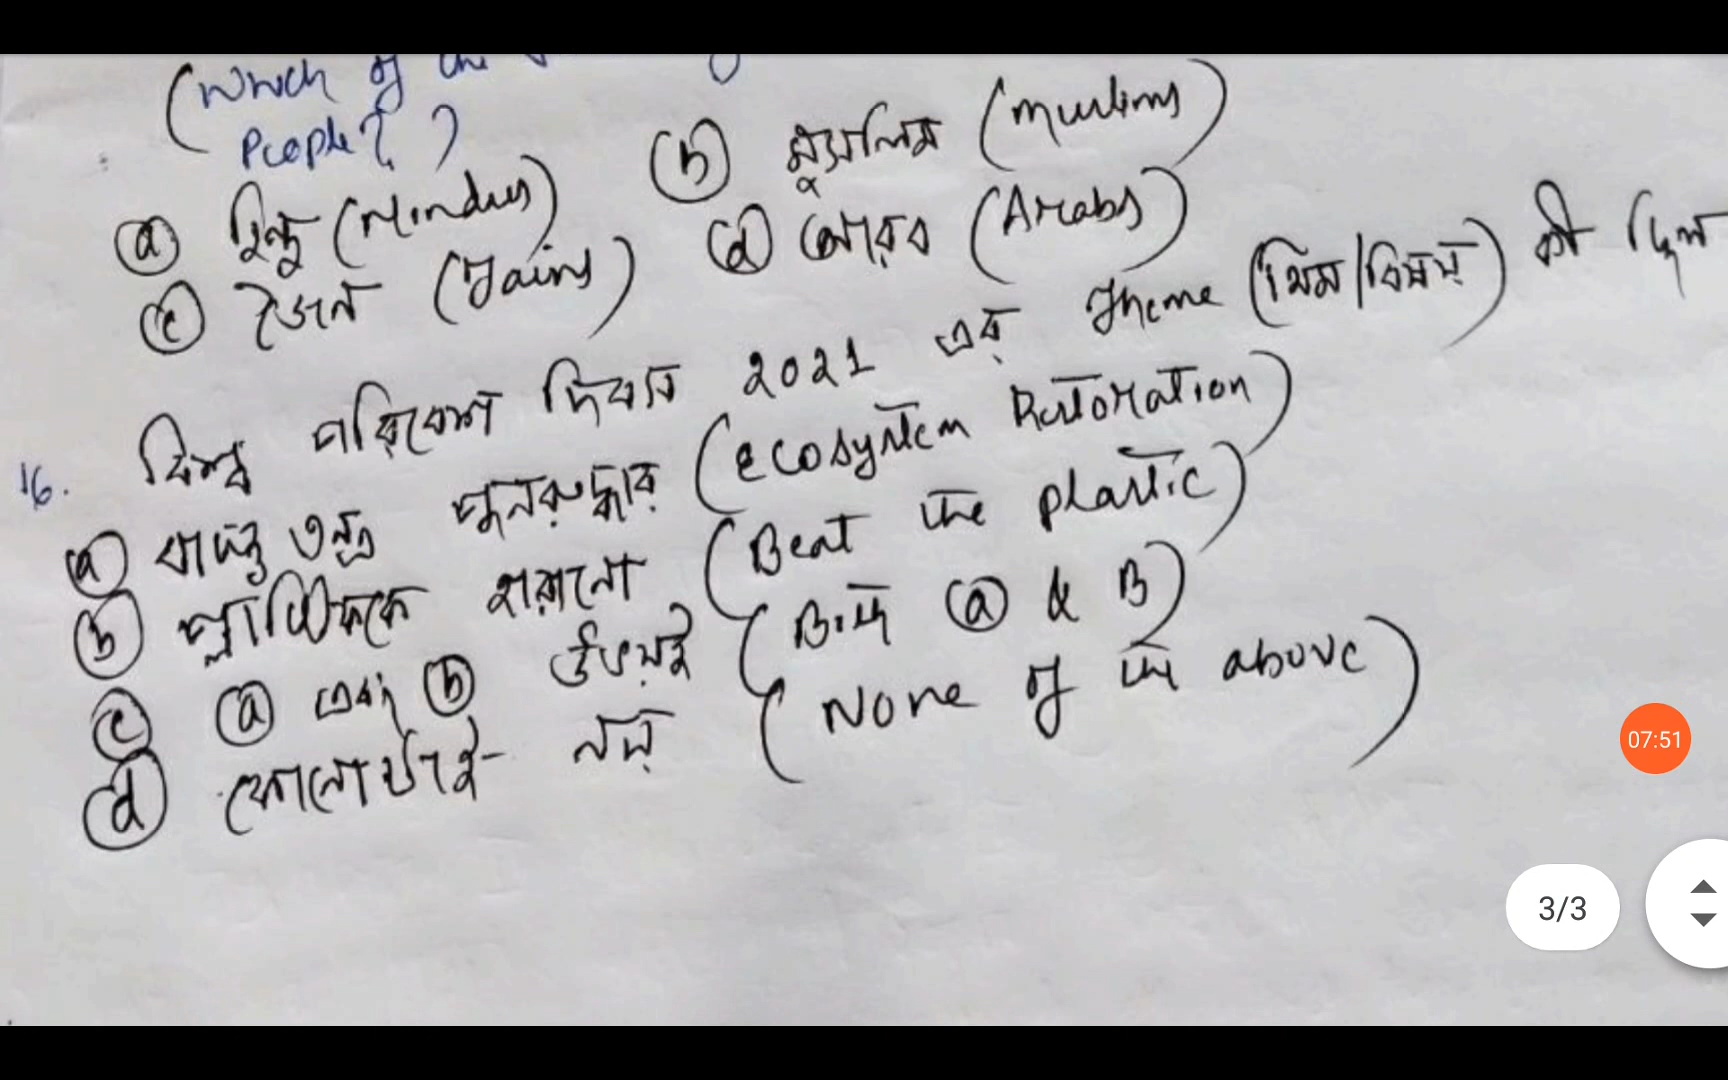 (Which of the
People?)
(a) হিন্দু (Hindus) (b) মুসলিম (Muslims)
(c) জৈন (Jains) (d) আরব (Arabs)
16. বিশ্ব পরিবেশ দিবস 2021 এর Theme (থিম/বিষয়) কী ছিল
(a) বাস্তু তন্ত্র পুনরুদ্ধার (Ecosystem Restoration)
(b) প্লাস্টিককে হারানো (Beat the plastic)
(c) (a) এবং (b) উভয়ই (Both (a) & B)
(d) কোনোটাই- নয় (None of the above)
07:51
3/3